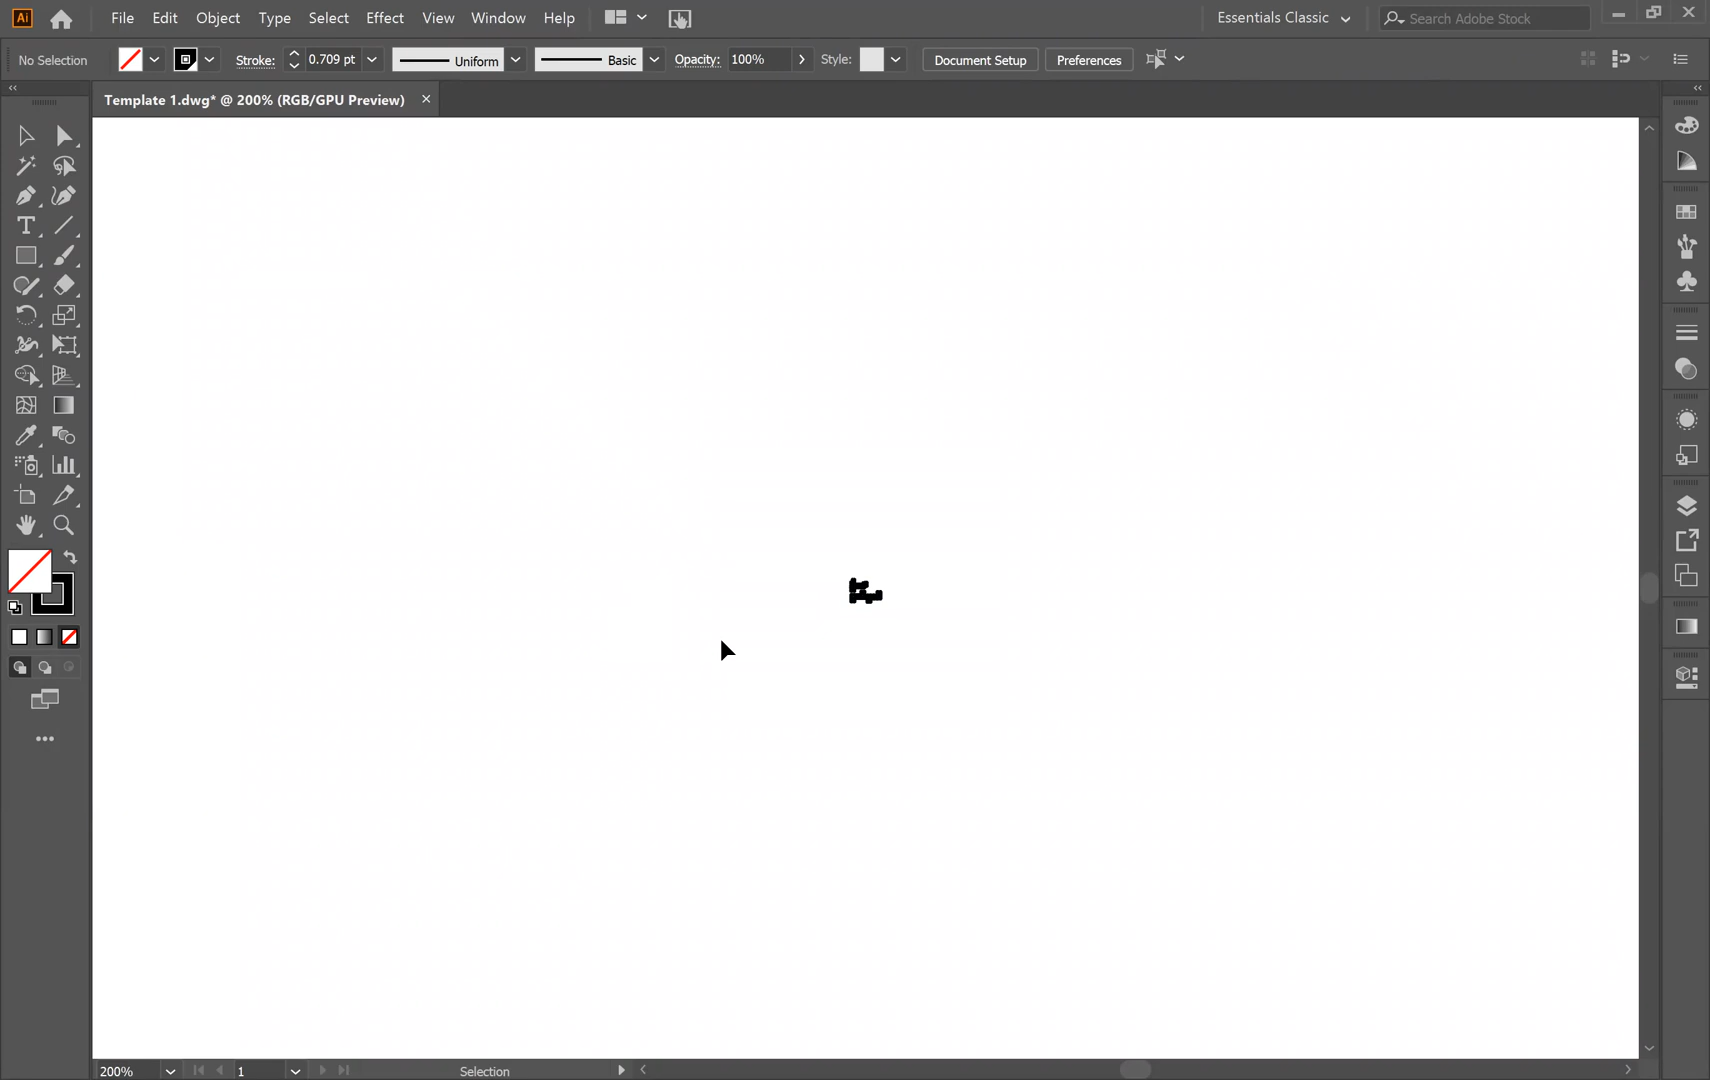 Ai File Edit Object Type Select Effect View Window Help Essentials Classic Search Adobe Stock
No Selection Stroke: 0.709 pt Uniform Basic Opacity: 100% Style: Document Setup Preferences
Template 1.dwg* @ 200% (RGB/GPU Preview)
200% 1 Selection